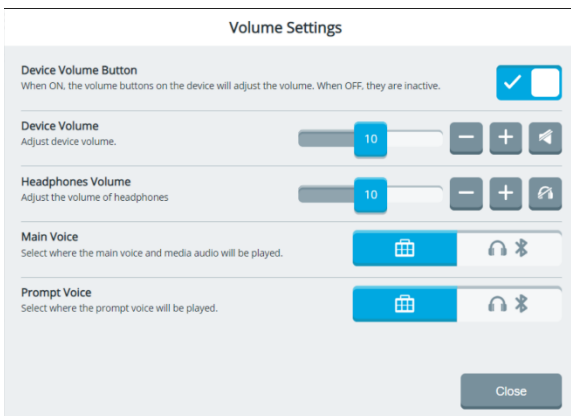 Volume Settings
Device Volume Button
When ON, the volume buttons on the device will adjust the volume. When OFF, they are inactive.
Device Volume
Adjust device volume.
10
Headphones Volume
Adjust the volume of headphones
10
Main Voice
Select where the main voice and media audio will be played.
Prompt Voice
Select where the prompt voice will be played.
Close